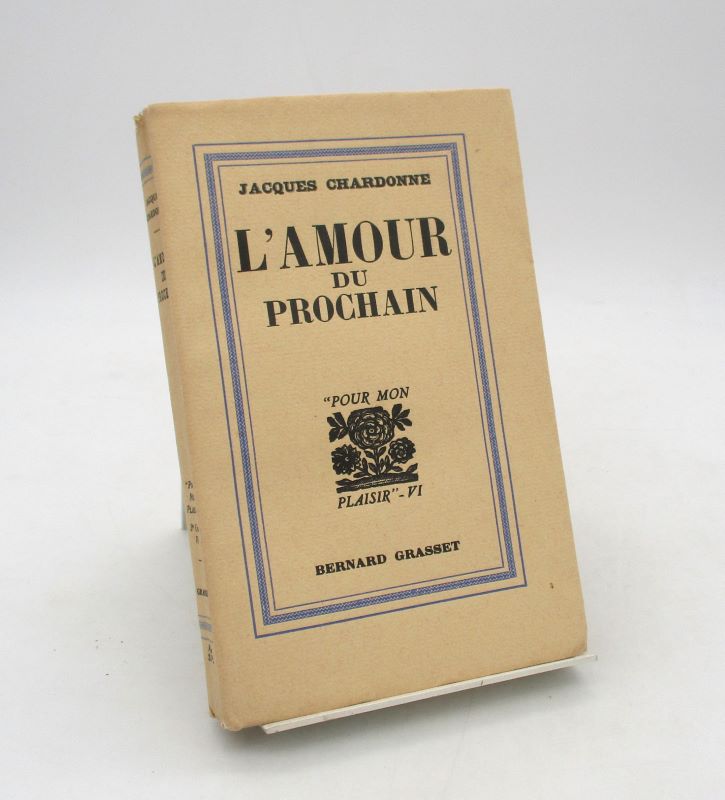 JACQUES CHARDONNE
L'AMOUR
DU
PROCHAIN
"POUR MON
PLAISIR" - VI
BERNARD GRASSET